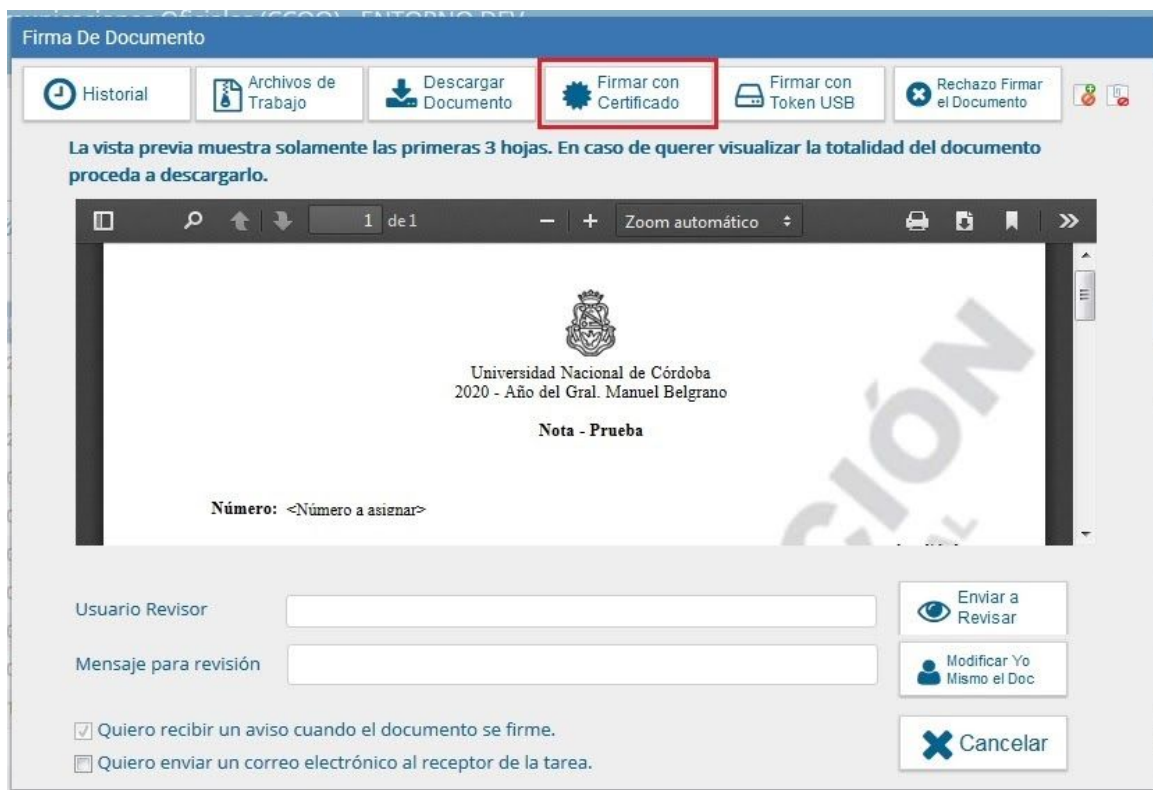 Firma De Documento
Historial
Archivos de
Trabajo
Descargar
Documento
Firmar con
Certificado
Firmar con
Token USB
Rechazo Firmar
el Documento
La vista previa muestra solamente las primeras 3 hojas. En caso de querer visualizar la totalidad del documento
proceda a descargarlo.
1 de 1
Zoom automático
Universidad Nacional de Córdoba
2020 - Año del Gral. Manuel Belgrano
Nota - Prueba
Número: <Número a asignar>
Usuario Revisor
Enviar a
Revisar
Mensaje para revisión
Modificar Yo
Mismo el Doc
Quiero recibir un aviso cuando el documento se firme.
Quiero enviar un correo electrónico al receptor de la tarea.
Cancelar